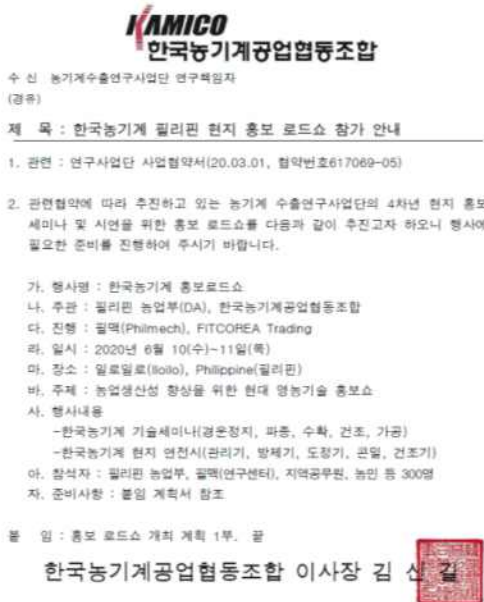 KAMICO
한국농기계공업협동조합
수 신 농기계수출연구사업단 연구책임자
(경유)
제 목 : 한국농기계 필리핀 현지 홍보 로드쇼 참가 안내
1. 관련 : 연구사업단 사업협약서(20.03.01, 협약번호617069-05)
2. 관련협약에 따라 추진하고 있는 농기계 수출연구사업단의 4차년 현지 홍보
세미나 및 시연을 위한 홍보 로드쇼를 다음과 같이 추진고자 하오니 행사에
필요한 준비를 진행하여 주시기 바랍니다.
가. 행사명 : 한국농기계 홍보로드쇼
나. 주관 : 필리핀 농업부(DA), 한국농기계공업협동조합
다. 진행 : 필멕(Philmech), FITCOREA Trading
라. 일시 : 2020년 6월 10(수)~11일(목)
마. 장소 : 일로일로(Iloilo), Philippine(필리핀)
바. 주제 : 농업생산성 향상을 위한 현대 영농기술 홍보쇼
사. 행사내용
-한국농기계 기술세미나(경운정지, 파종, 수확, 건조, 가공)
-한국농기계 현지 연전시(관리기, 방제기, 도정기, 콘밀, 건조기)
아. 참석자 : 필리핀 농업부, 필멕(연구센터), 지역공무원, 농민 등 300명
자. 준비사항 : 붙임 계획서 참조
붙 임 : 홍보 로드쇼 개최 계획 1부. 끝
한국농기계공업협동조합 이사장 김 신 길